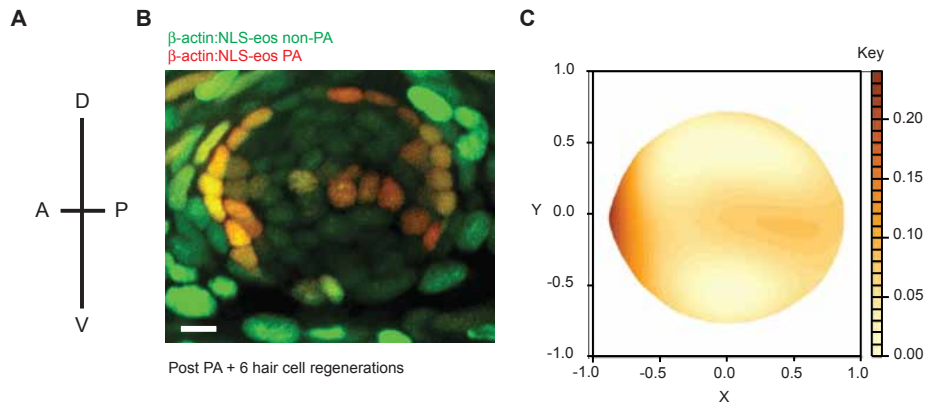 A
D
A P
V
B
β-actin:NLS-eos non-PA
β-actin:NLS-eos PA
Post PA + 6 hair cell regenerations
C
Key
1.0
0.5
Y 0.0
-0.5
-1.0
-1.0 -0.5 0.0 0.5 1.0
X
0.20
0.15
0.10
0.05
0.00